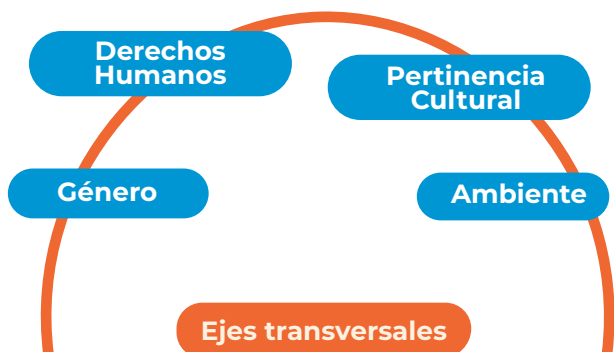 Derechos
Humanos
Pertinencia
Cultural
Género
Ambiente
Ejes transversales